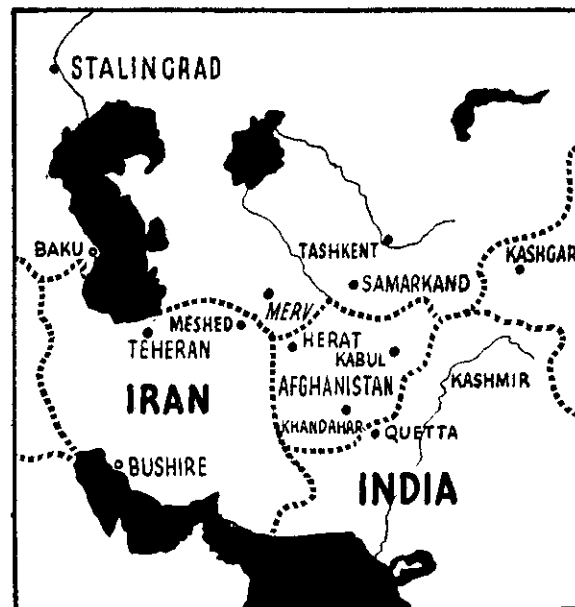 STALINGRAD
BAKU
TASHKENT
KASHGAR
SAMARKAND
MERV
MESHED
TEHERAN
HERAT
KABUL
AFGHANISTAN
KASHMIR
IRAN
KHANDAHAR
QUETTA
BUSHIRE
INDIA